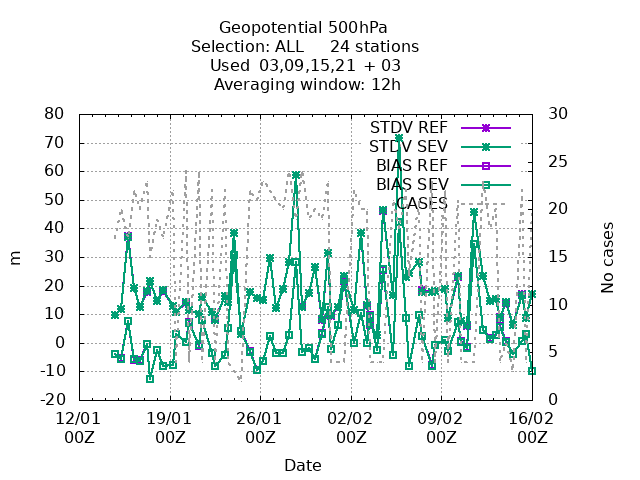 Geopotential 500hPa
Selection: ALL     24 stations
Used 03,09,15,21 + 03
Averaging window: 12h
STDV REF
STDV SEV
BIAS REF
BIAS SEV
CASES
80
70
60
50
40
30
20
10
0
-10
-20
m
30
25
20
15
10
5
0
No cases
12/01 19/01 26/01 02/02 09/02 16/02
00Z 00Z 00Z 00Z 00Z 00Z
Date